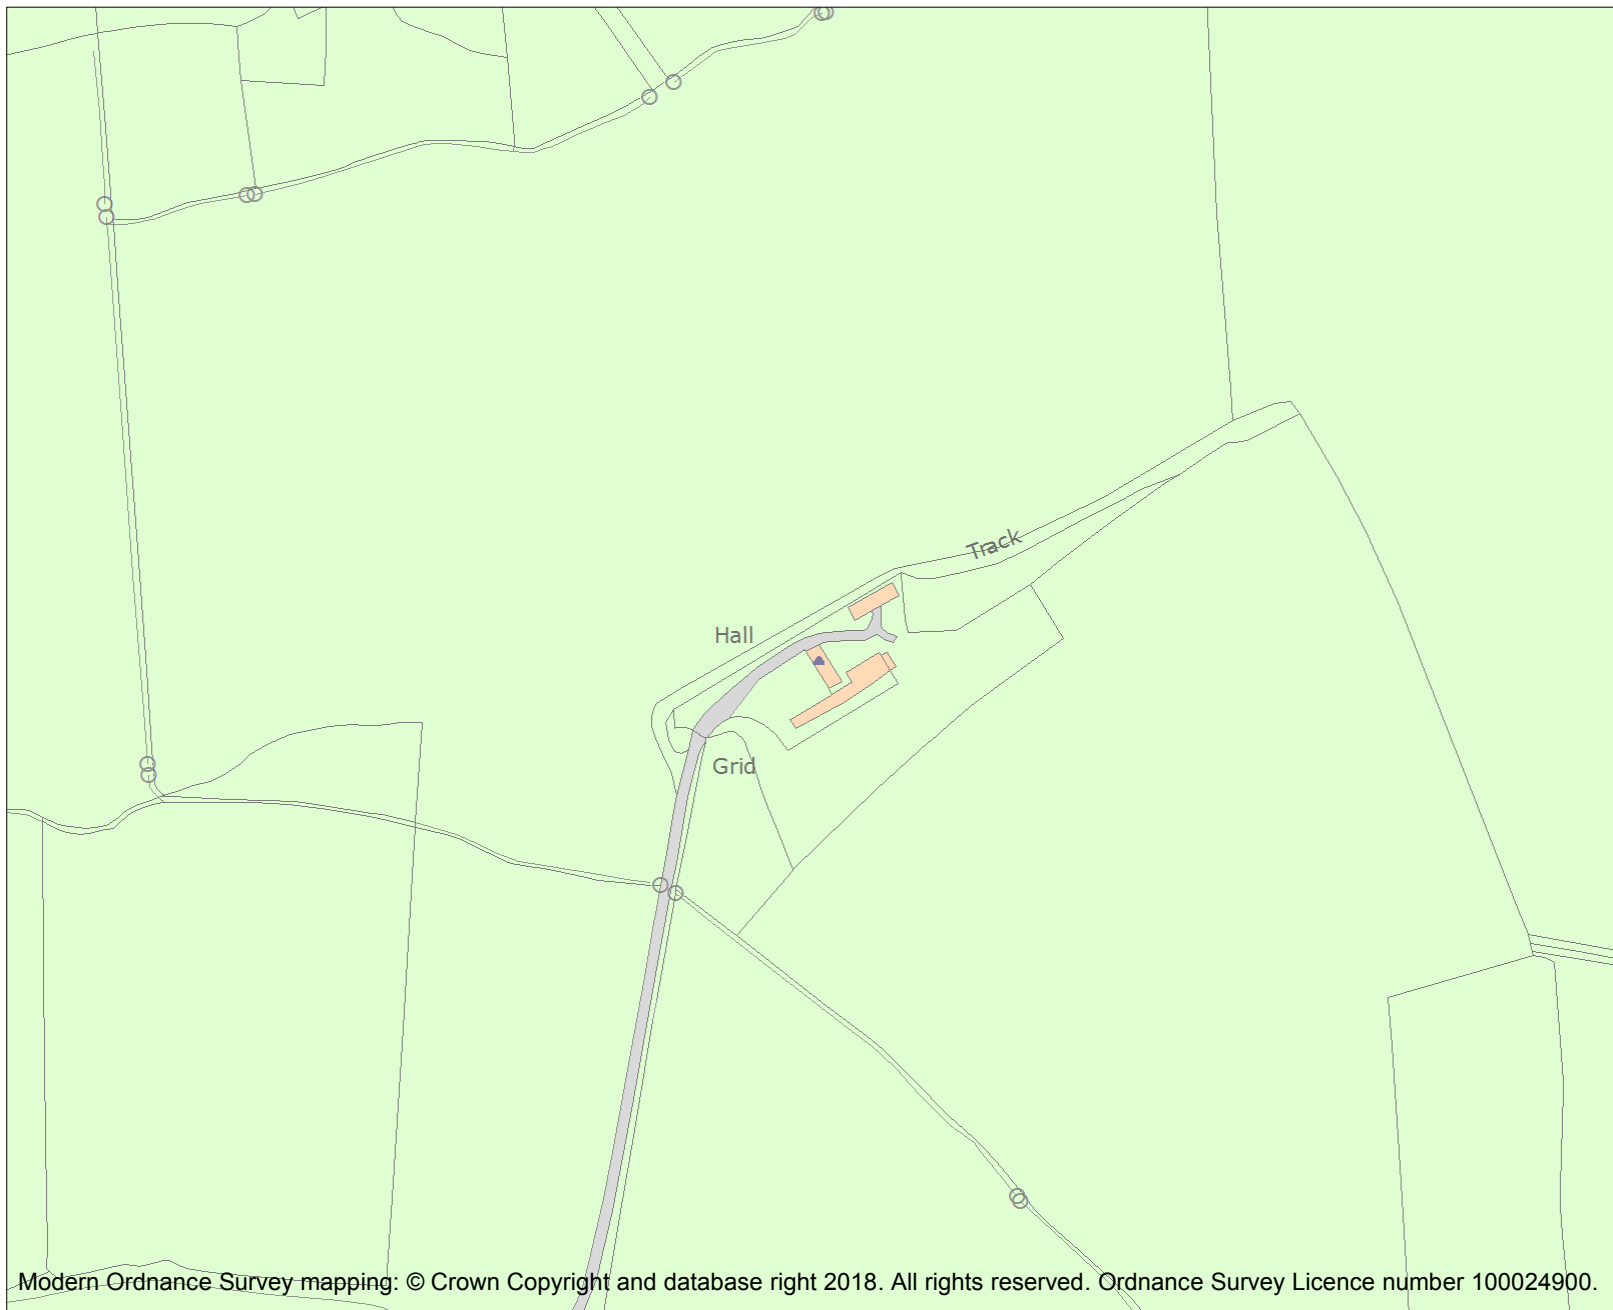 Track
Hall
Grid
Modern Ordnance Survey mapping: © Crown Copyright and database right 2018. All rights reserved. Ordnance Survey Licence number 100024900.